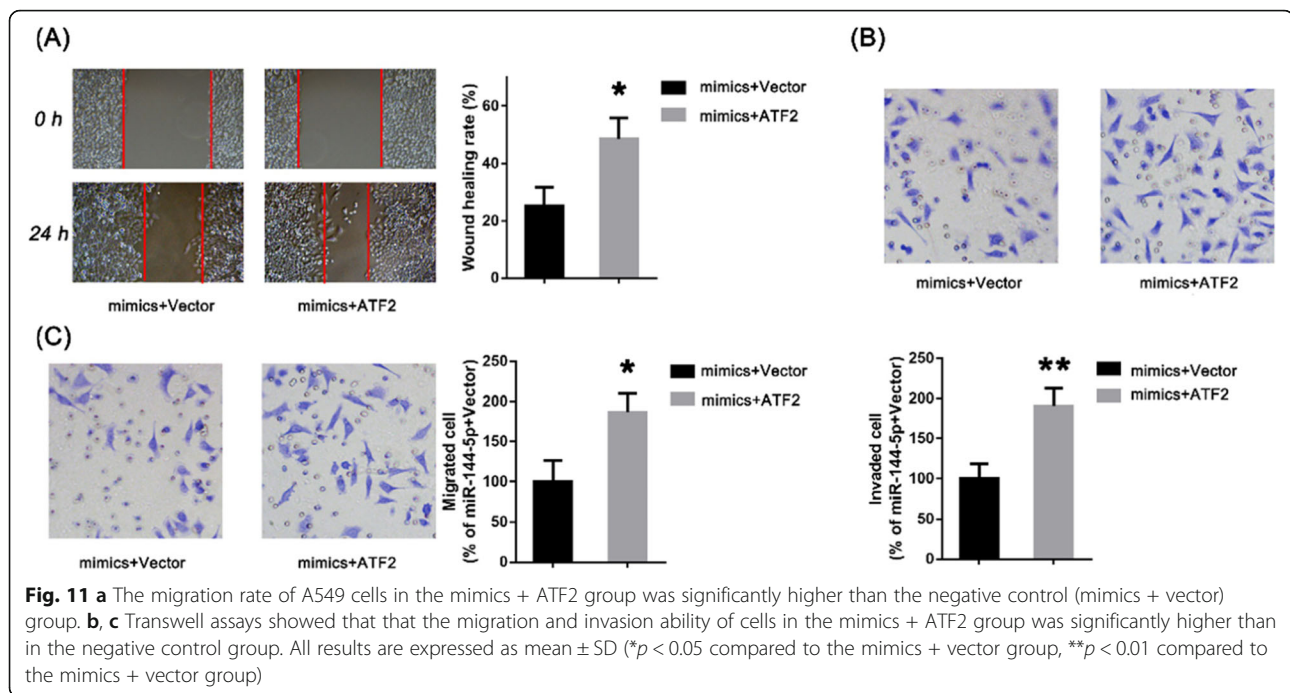 (A)
(B)
0 h
24 h
mimics+Vector
mimics+ATF2
Wound healing rate (%)
60
40
20
0
*
mimics+Vector
mimics+ATF2
mimics+Vector
mimics+ATF2
(C)
mimics+Vector
mimics+ATF2
Migrated cell
(% of miR-144-5p+Vector)
250
200
150
100
50
0
*
mimics+Vector
mimics+ATF2
Invaded cell
(% of miR-144-5p+Vector)
250
200
150
100
50
0
**
mimics+Vector
mimics+ATF2
Fig. 11 a The migration rate of A549 cells in the mimics + ATF2 group was significantly higher than the negative control (mimics + vector)
group. b, c Transwell assays showed that that the migration and invasion ability of cells in the mimics + ATF2 group was significantly higher than
in the negative control group. All results are expressed as mean ± SD (*p < 0.05 compared to the mimics + vector group, **p < 0.01 compared to
the mimics + vector group)